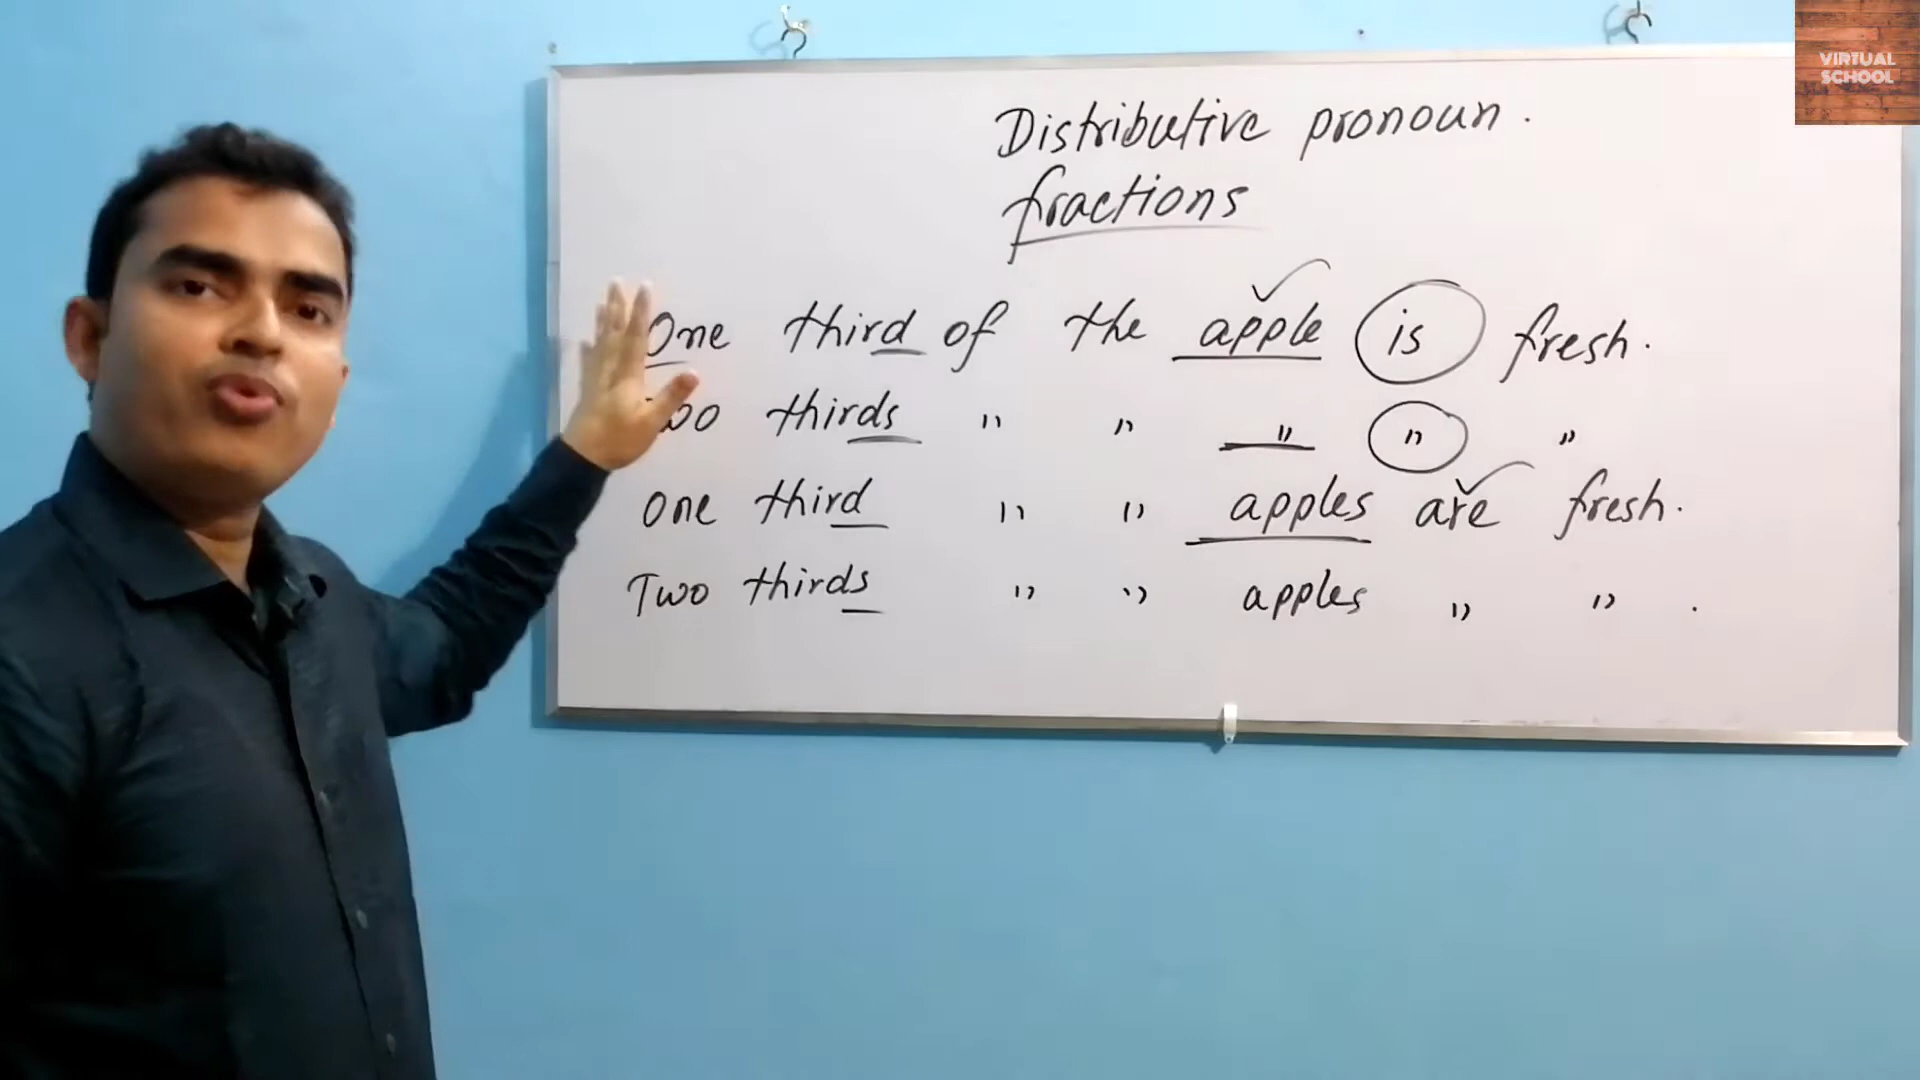 VIRTUAL
SCHOOL
Distributive pronoun.
fractions
One third of the apple is fresh.
thirds " " " " "
one third " " apples are fresh.
Two thirds " " apples " " .